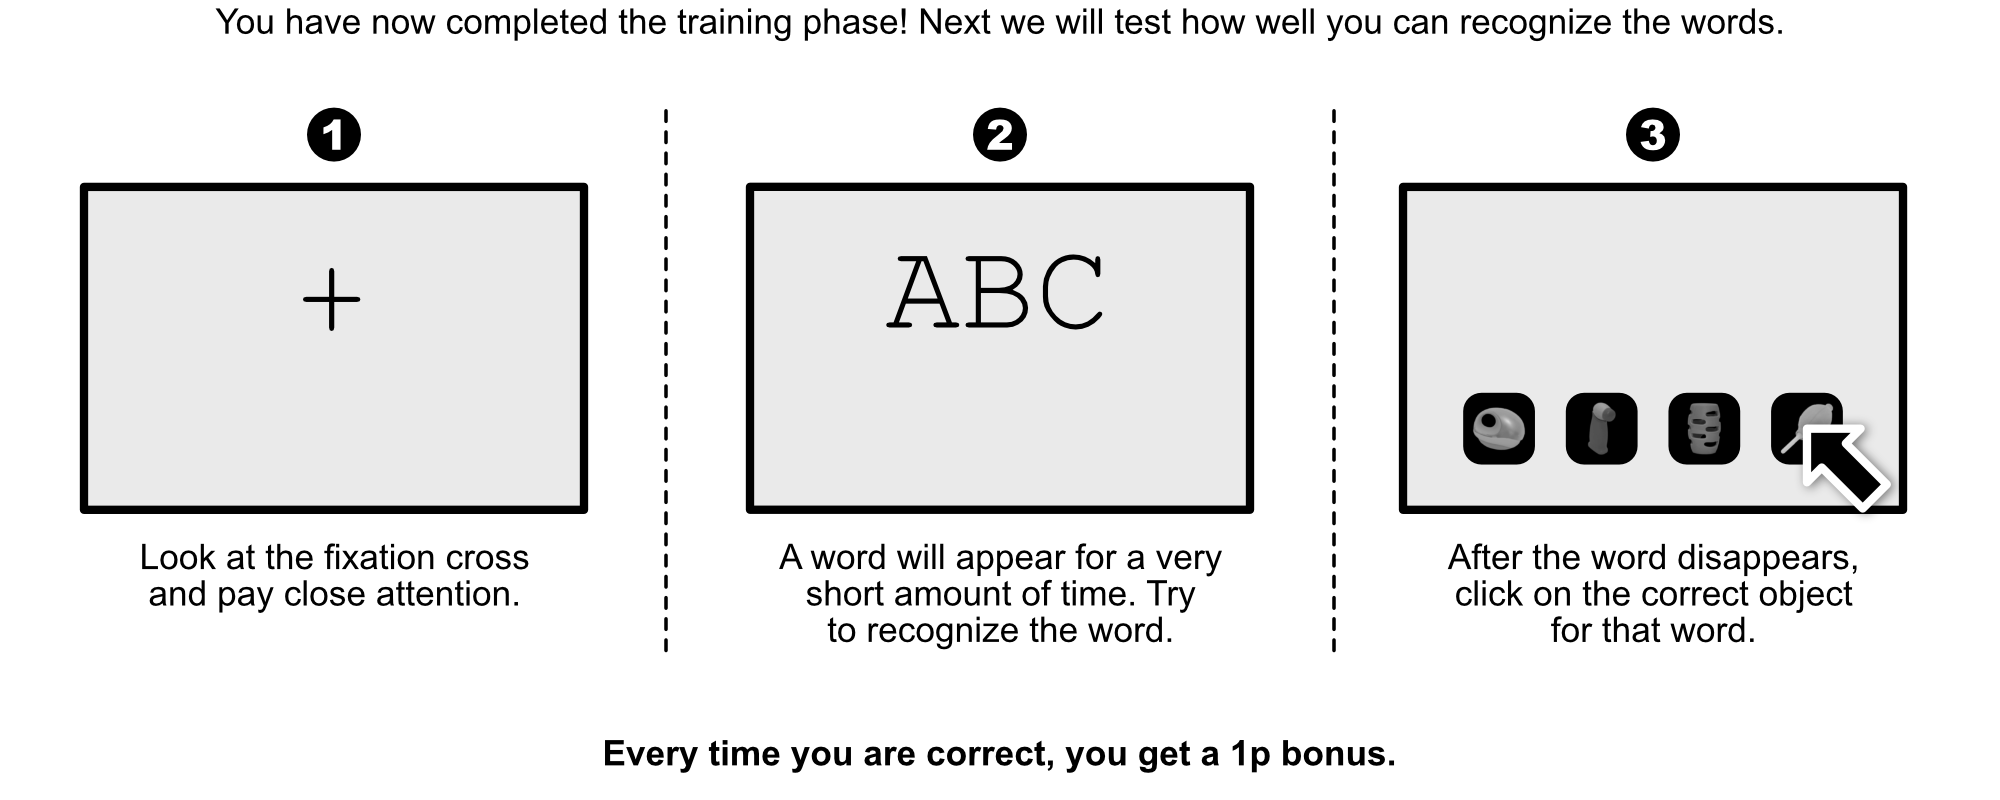 You have now completed the training phase! Next we will test how well you can recognize the words.
1
2
3
+
ABC
Look at the fixation cross
and pay close attention.
A word will appear for a very
short amount of time. Try
to recognize the word.
After the word disappears,
click on the correct object
for that word.
Every time you are correct, you get a 1p bonus.